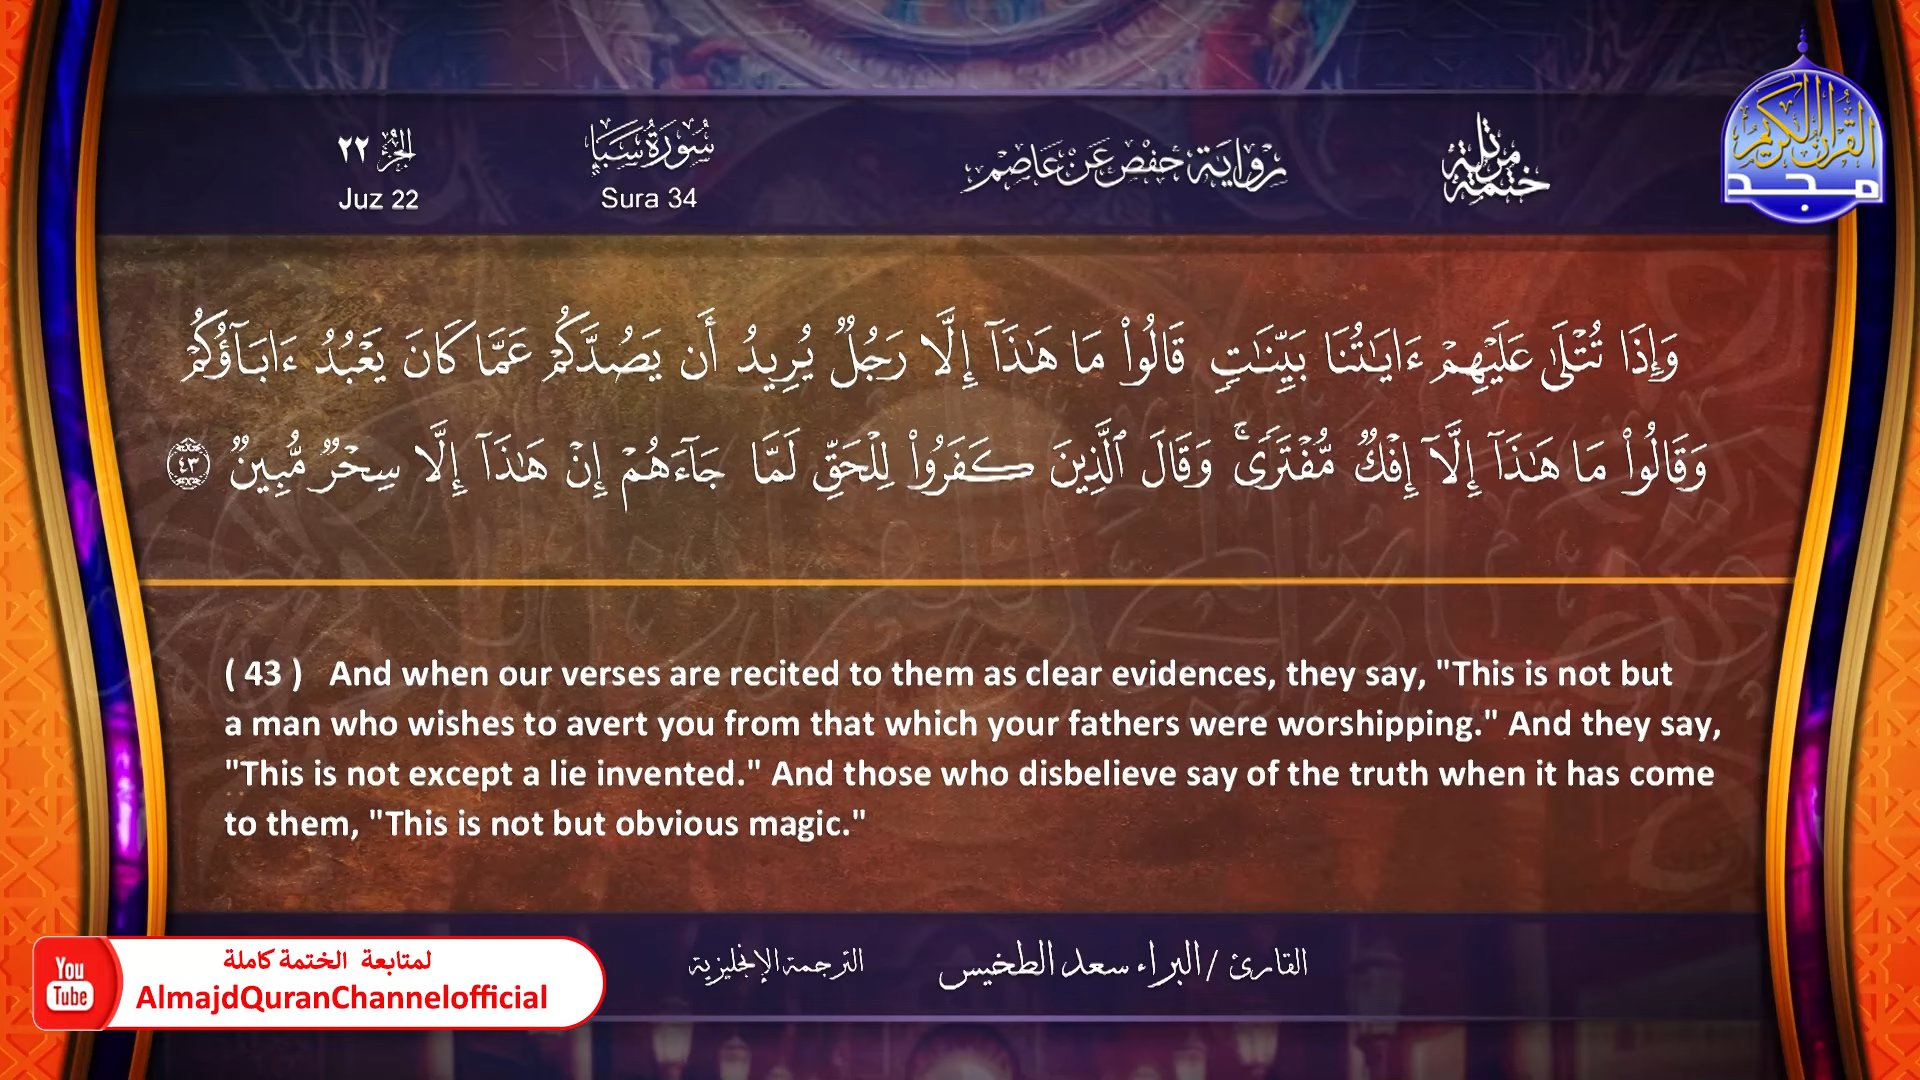 الجزء ٢٢
Juz 22
سُورَةُ سَبَإٍ
Sura 34
رواية حفص عن عاصم
ختمة مرتلة
القرآن الكريم
مجد
وَإِذَا تُتْلَىٰ عَلَيْهِمْ ءَايَـٰتُنَا بَيِّنَـٰتٍ قَالُوا۟ مَا هَـٰذَآ إِلَّا رَجُلٌ يُرِيدُ أَن يَصُدَّكُمْ عَمَّا كَانَ يَعْبُدُ ءَابَآؤُكُمْ
وَقَالُوا۟ مَا هَـٰذَآ إِلَّآ إِفْكٌ مُّفْتَرًى ۚ وَقَالَ ٱلَّذِينَ كَفَرُوا۟ لِلْحَقِّ لَمَّا جَآءَهُمْ إِنْ هَـٰذَآ إِلَّا سِحْرٌ مُّبِينٌ ٤٣
( 43 ) And when our verses are recited to them as clear evidences, they say, "This is not but
a man who wishes to avert you from that which your fathers were worshipping." And they say,
"This is not except a lie invented." And those who disbelieve say of the truth when it has come
to them, "This is not but obvious magic."
القارئ / البراء سعد الطخيس
الترجمة الإنجليزية
You
Tube
لمتابعة الختمة كاملة
AlmajdQuranChannelofficial